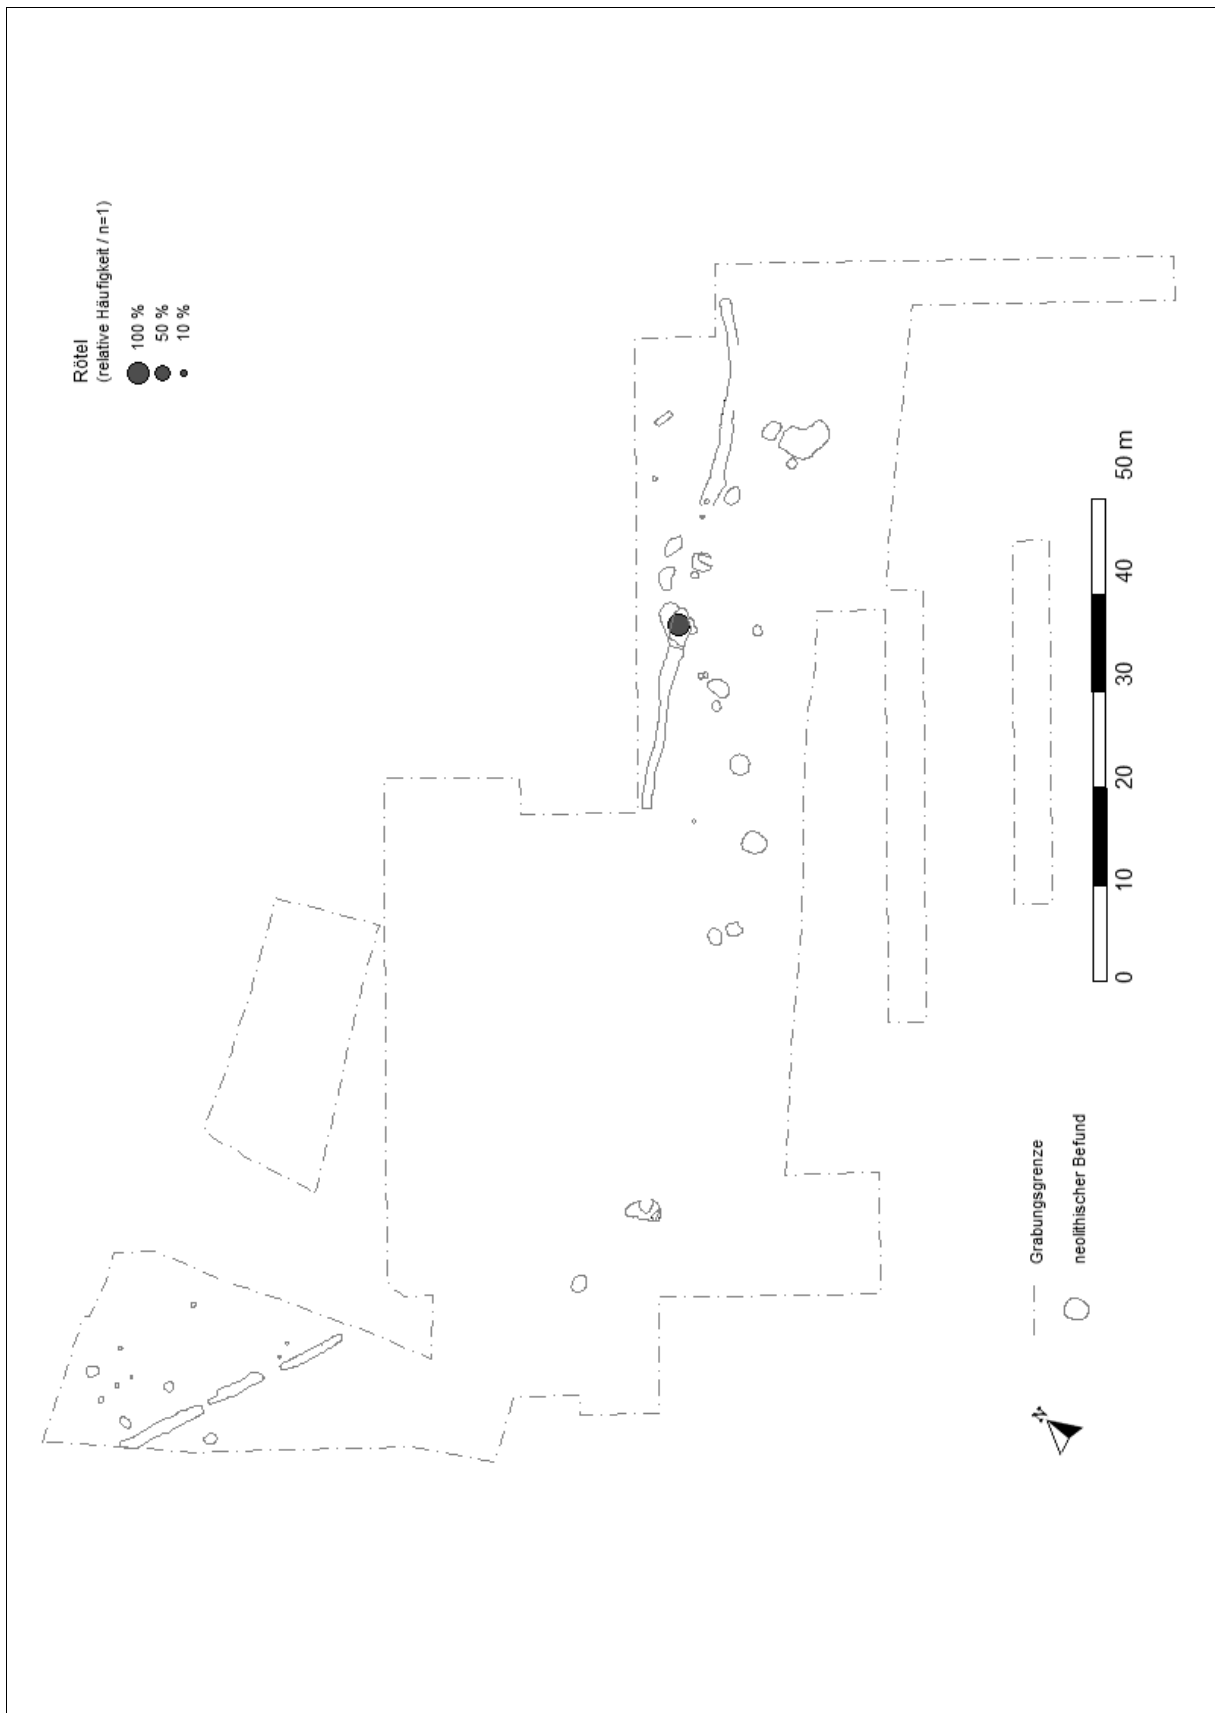 Rötel
(relative Häufigkeit / n=1)
100 %
50 %
10 %
N
Grabungsgrenze
neolithischer Befund
0 10 20 30 40 50 m